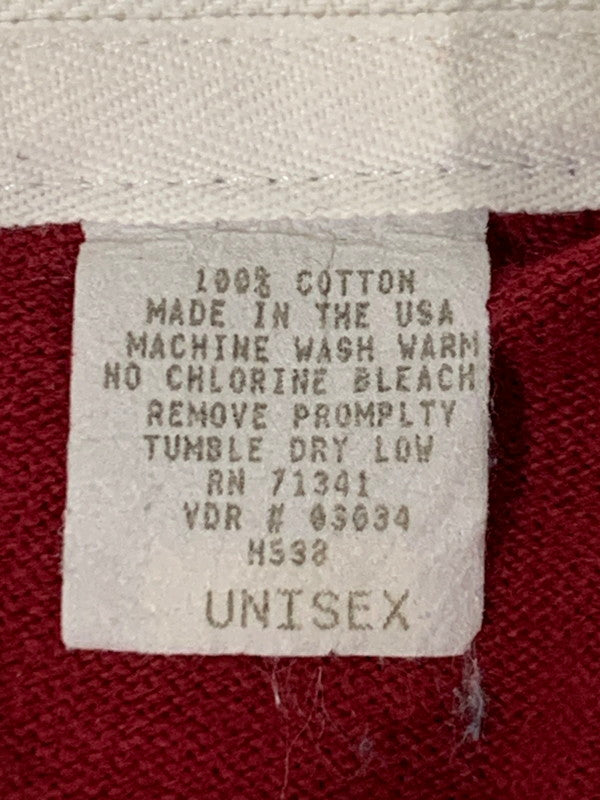 100% COTTON
MADE IN THE USA
MACHINE WASH WARM
NO CHLORINE BLEACH
REMOVE PROMPLTY
TUMBLE DRY LOW
RN 71341
VDR # 03034
H538
UNISEX